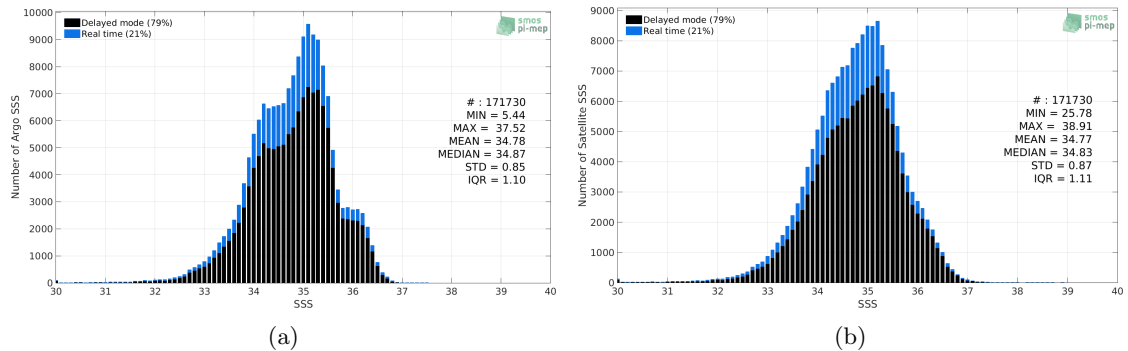 Delayed mode (79%)
Real time (21%)
smos
pi-mep
# : 171730
MIN = 5.44
MAX = 37.52
MEAN = 34.78
MEDIAN = 34.87
STD = 0.85
IQR = 1.10
Number of Argo SSS
10000
9000
8000
7000
6000
5000
4000
3000
2000
1000
0
30 31 32 33 34 35 36 37 38 39 40
SSS
(a)
Delayed mode (79%)
Real time (21%)
smos
pi-mep
# : 171730
MIN = 25.78
MAX = 38.91
MEAN = 34.77
MEDIAN = 34.83
STD = 0.87
IQR = 1.11
Number of Satellite SSS
9000
8000
7000
6000
5000
4000
3000
2000
1000
0
30 31 32 33 34 35 36 37 38 39 40
SSS
(b)